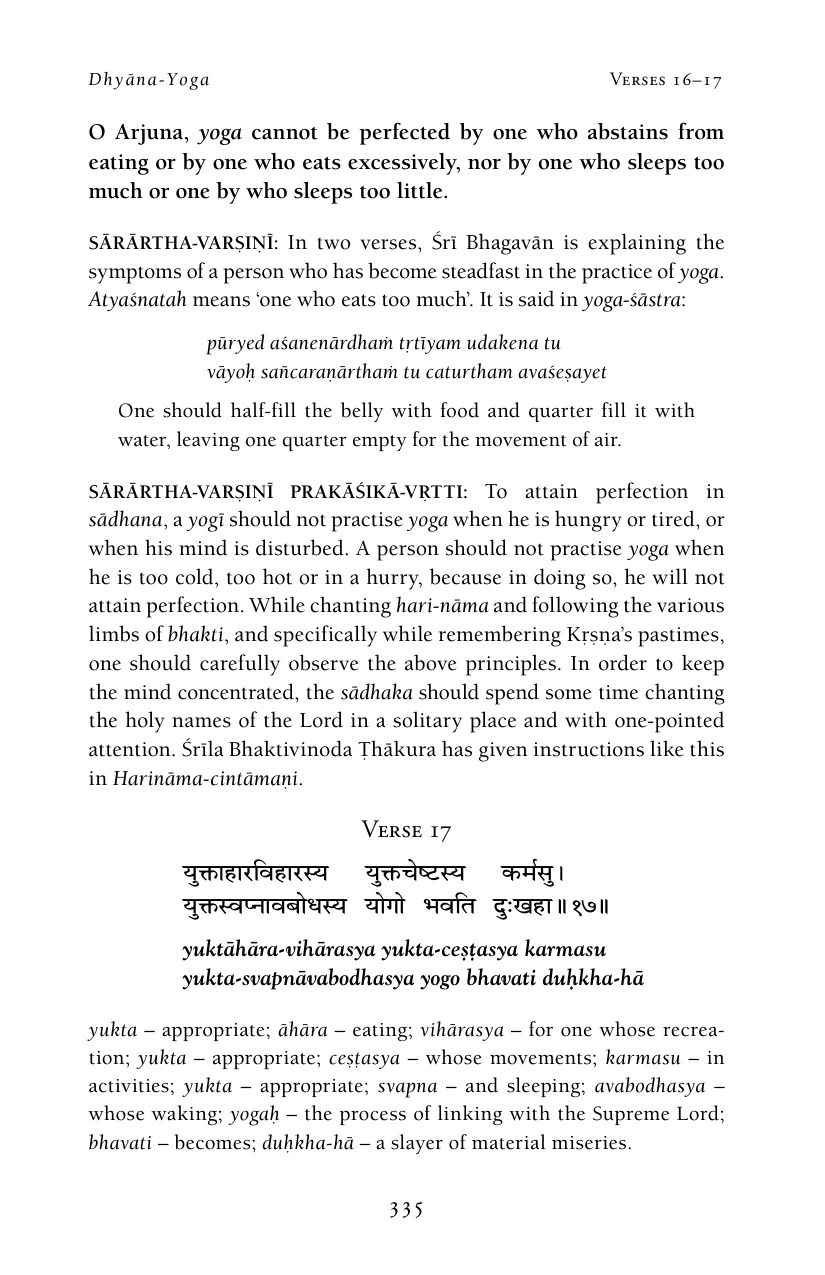 Dhyāna-Yoga
Verses 16–17
O Arjuna, yoga cannot be perfected by one who abstains from
eating or by one who eats excessively, nor by one who sleeps too
much or one by who sleeps too little.
SĀRĀRTHA-VARṢIṆĪ: In two verses, Śrī Bhagavān is explaining the
symptoms of a person who has become steadfast in the practice of yoga.
Atyaśnatah means ‘one who eats too much’. It is said in yoga-śāstra:
pūryed aśanenārdhaṁ tṛtīyam udakena tu
vāyoḥ sañcaraṇārthaṁ tu caturtham avaśeṣayet
One should half-fill the belly with food and quarter fill it with
water, leaving one quarter empty for the movement of air.
SĀRĀRTHA-VARṢIṆĪ PRAKĀŚIKĀ-VṚTTI: To attain perfection in
sādhana, a yogī should not practise yoga when he is hungry or tired, or
when his mind is disturbed. A person should not practise yoga when
he is too cold, too hot or in a hurry, because in doing so, he will not
attain perfection. While chanting hari-nāma and following the various
limbs of bhakti, and specifically while remembering Kṛṣṇa’s pastimes,
one should carefully observe the above principles. In order to keep
the mind concentrated, the sādhaka should spend some time chanting
the holy names of the Lord in a solitary place and with one-pointed
attention. Śrīla Bhaktivinoda Ṭhākura has given instructions like this
in Harināma-cintāmaṇi.
Verse 17
युक्ताहारविहारस्य युक्तचेष्टस्य कर्मसु।
युक्तस्वप्नावबोधस्य योगो भवति दुःखहा॥१७॥
yuktāhāra-vihārasya yukta-ceṣṭasya karmasu
yukta-svapnāvabodhasya yogo bhavati duḥkha-hā
yukta – appropriate; āhāra – eating; vihārasya – for one whose recrea-
tion; yukta – appropriate; ceṣṭasya – whose movements; karmasu – in
activities; yukta – appropriate; svapna – and sleeping; avabodhasya –
whose waking; yogaḥ – the process of linking with the Supreme Lord;
bhavati – becomes; duḥkha-hā – a slayer of material miseries.
335